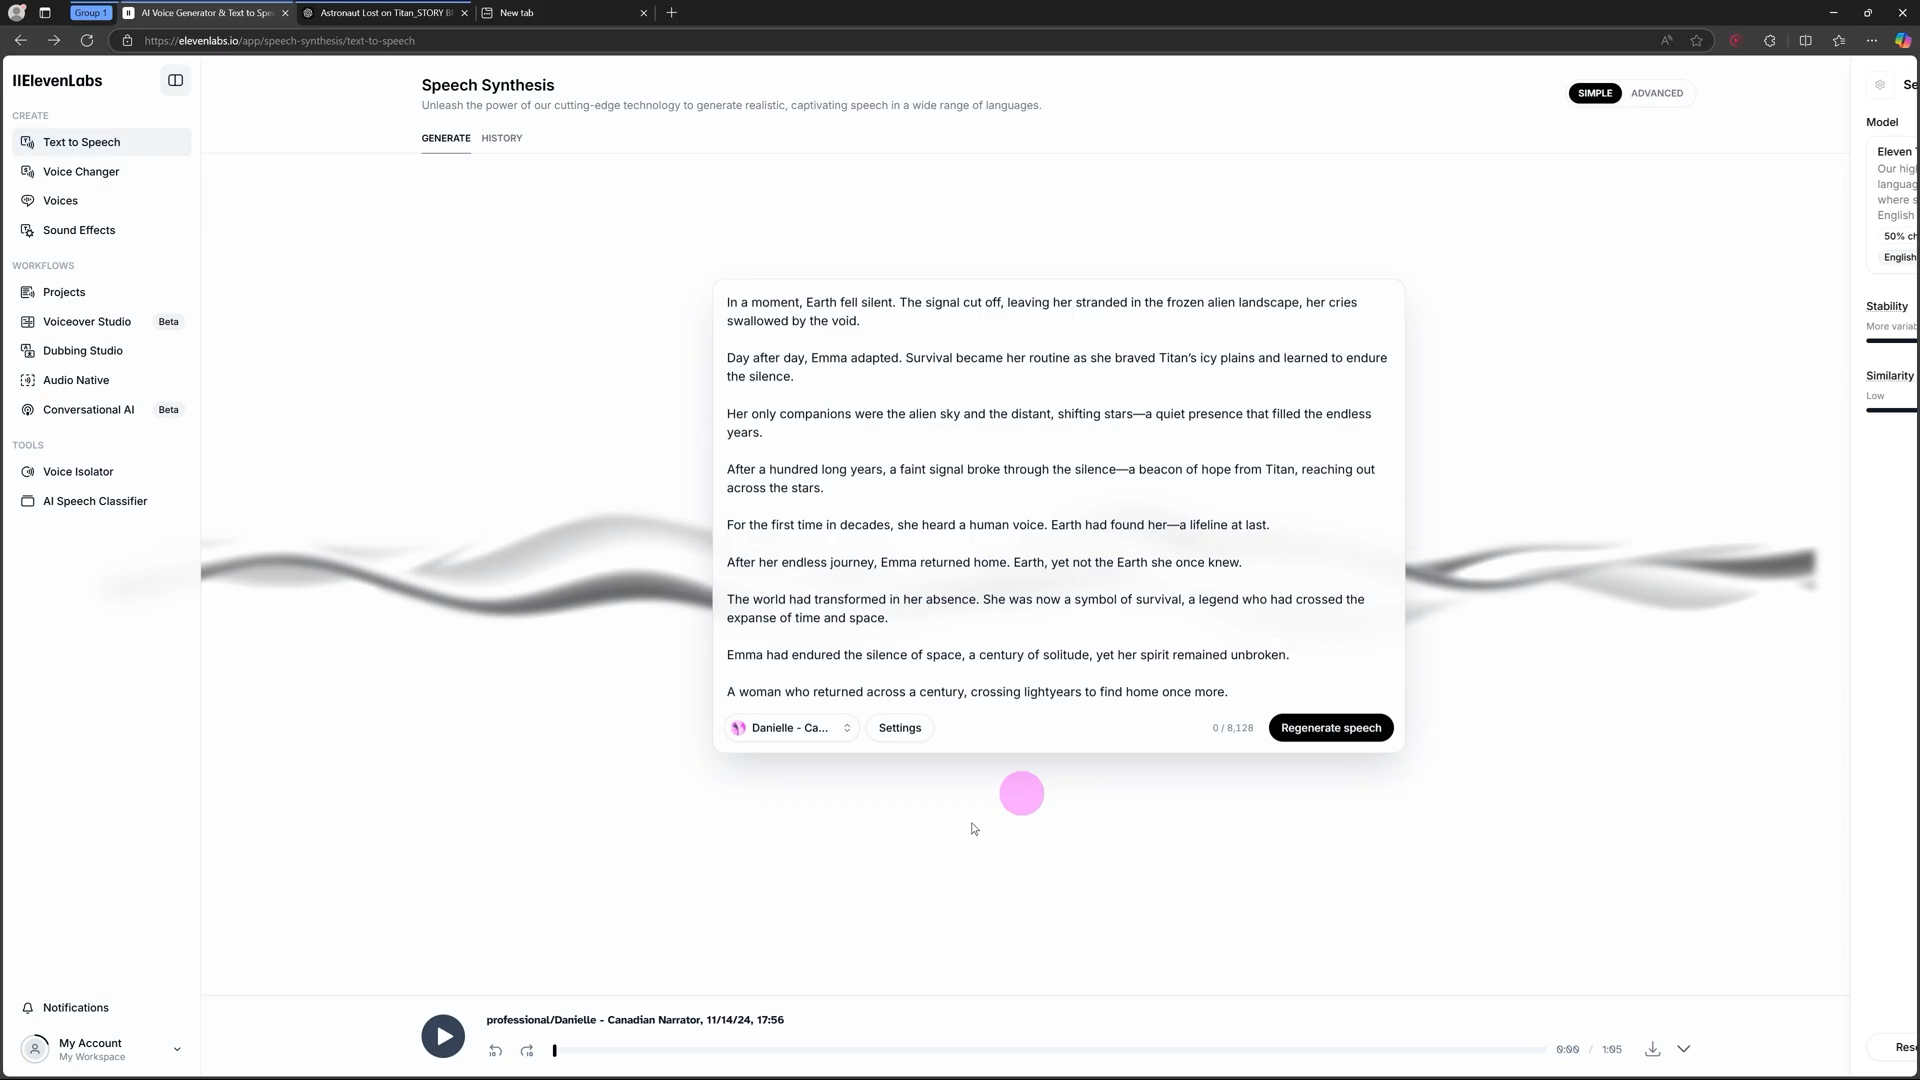 Group 1
AI Voice Generator & Text to Spe
Astronaut Lost on Titan_STORY B
New tab
https://elevenlabs.io/app/speech-synthesis/text-to-speech
IIElevenLabs
CREATE
Text to Speech
Voice Changer
Voices
Sound Effects
WORKFLOWS
Projects
Voiceover Studio Beta
Dubbing Studio
Audio Native
Conversational AI Beta
TOOLS
Voice Isolator
AI Speech Classifier
Notifications
My Account
My Workspace
Speech Synthesis
Unleash the power of our cutting-edge technology to generate realistic, captivating speech in a wide range of languages.
SIMPLE ADVANCED
GENERATE HISTORY
In a moment, Earth fell silent. The signal cut off, leaving her stranded in the frozen alien landscape, her cries
swallowed by the void.
Day after day, Emma adapted. Survival became her routine as she braved Titan’s icy plains and learned to endure
the silence.
Her only companions were the alien sky and the distant, shifting stars—a quiet presence that filled the endless
years.
After a hundred long years, a faint signal broke through the silence—a beacon of hope from Titan, reaching out
across the stars.
For the first time in decades, she heard a human voice. Earth had found her—a lifeline at last.
After her endless journey, Emma returned home. Earth, yet not the Earth she once knew.
The world had transformed in her absence. She was now a symbol of survival, a legend who had crossed the
expanse of time and space.
Emma had endured the silence of space, a century of solitude, yet her spirit remained unbroken.
A woman who returned across a century, crossing lightyears to find home once more.
Danielle - Ca... Settings 0 / 8,128 Regenerate speech
professional/Danielle - Canadian Narrator, 11/14/24, 17:56
0:00 / 1:05
Se
Model
Eleven
Our hig
languag
where s
English
50% ch
English
Stability
More variab
Similarity
Low
Rese